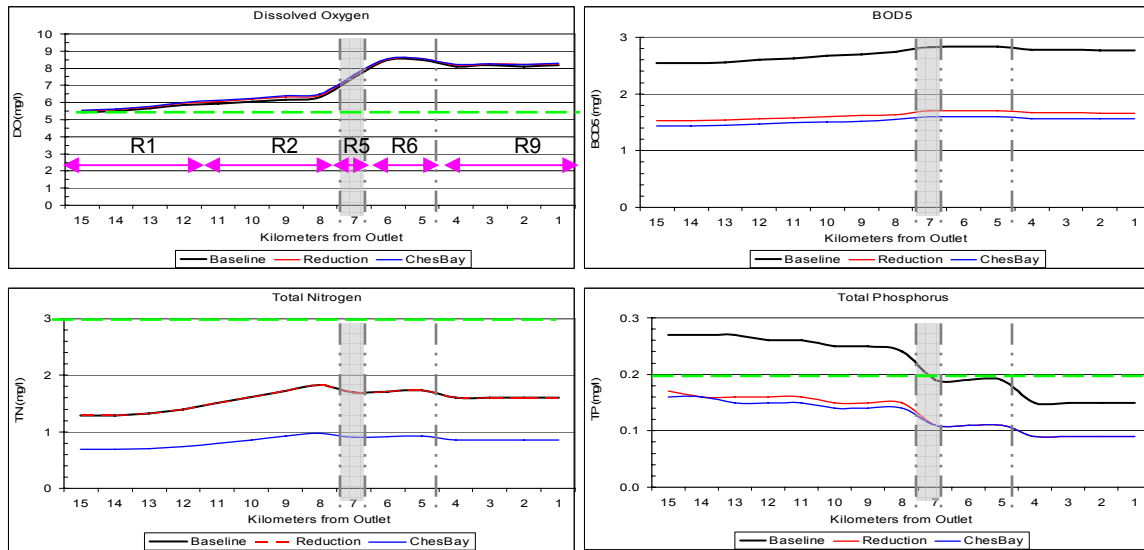 Dissolved Oxygen
10
9
8
7
6
5
4
3
2
1
0
DO(mg/l)
R1 R2 R5 R6 R9
15 14 13 12 11 10 9 8 7 6 5 4 3 2 1
Kilometers from Outlet
Baseline Reduction ChesBay
BOD5
3
2
1
0
BOD5 (mg/l)
15 14 13 12 11 10 9 8 7 6 5 4 3 2 1
Kilometers from Outlet
Baseline Reduction ChesBay
Total Nitrogen
3
2
1
0
TN(mg/l)
15 14 13 12 11 10 9 8 7 6 5 4 3 2 1
Kilometers from Outlet
Baseline Reduction ChesBay
Total Phosphorus
0.3
0.2
0.1
0.0
TP(mg/l)
15 14 13 12 11 10 9 8 7 6 5 4 3 2 1
Kilometers from Outlet
Baseline Reduction ChesBay